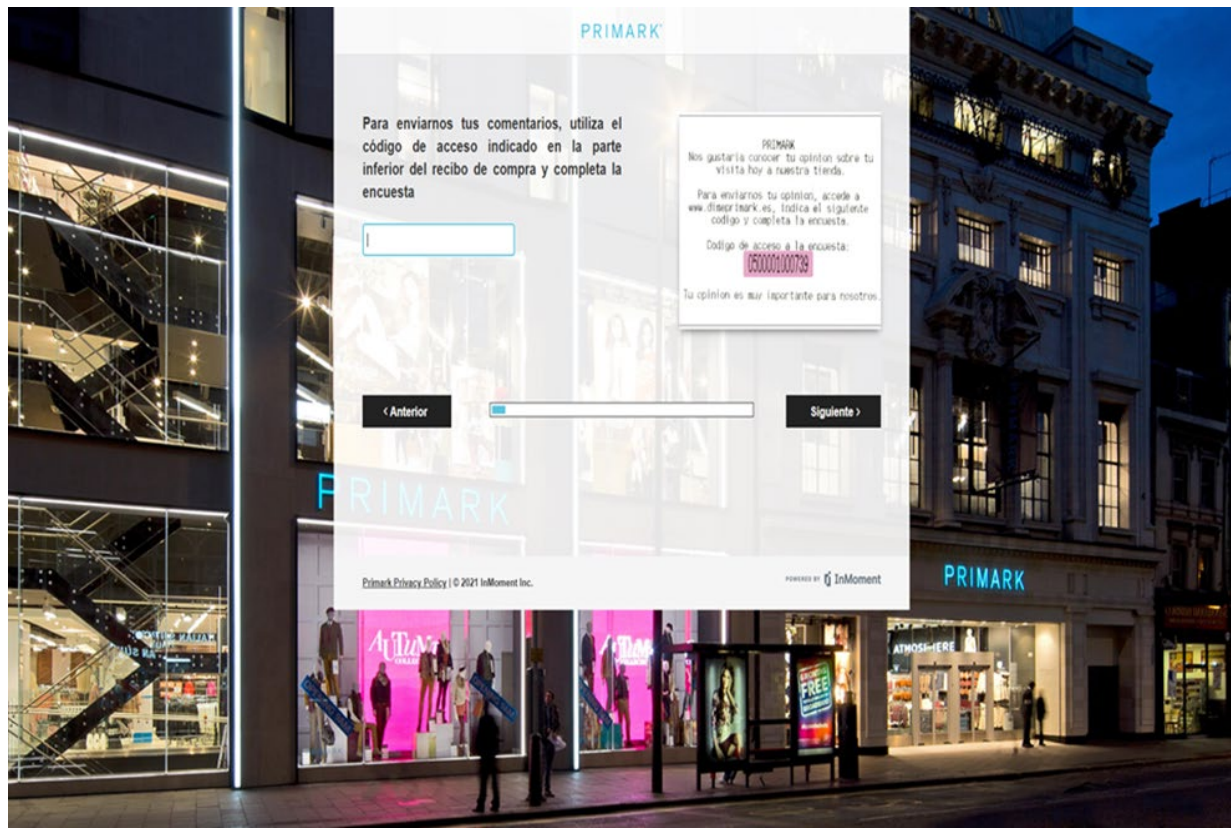 PRIMARK
Para enviarnos tus comentarios, utiliza el
código de acceso indicado en la parte
inferior del recibo de compra y completa la
encuesta
PRIMARK
Nos gustaria conocer tu opinion sobre tu
visita hoy a nuestra tienda.
Para enviarnos tu opinion, accede a
www.dimeprimark.es, indica el siguiente
codigo y completa la encuesta.
Codigo de acceso a la encuesta:
0500001000739
Tu opinion es muy importante para nosotros.
< Anterior
Siguiente >
PRIMARK
Primark Privacy Policy | © 2021 InMoment Inc.
POWERED BY InMoment
PRIMARK
ATMOSPHERE
FREE